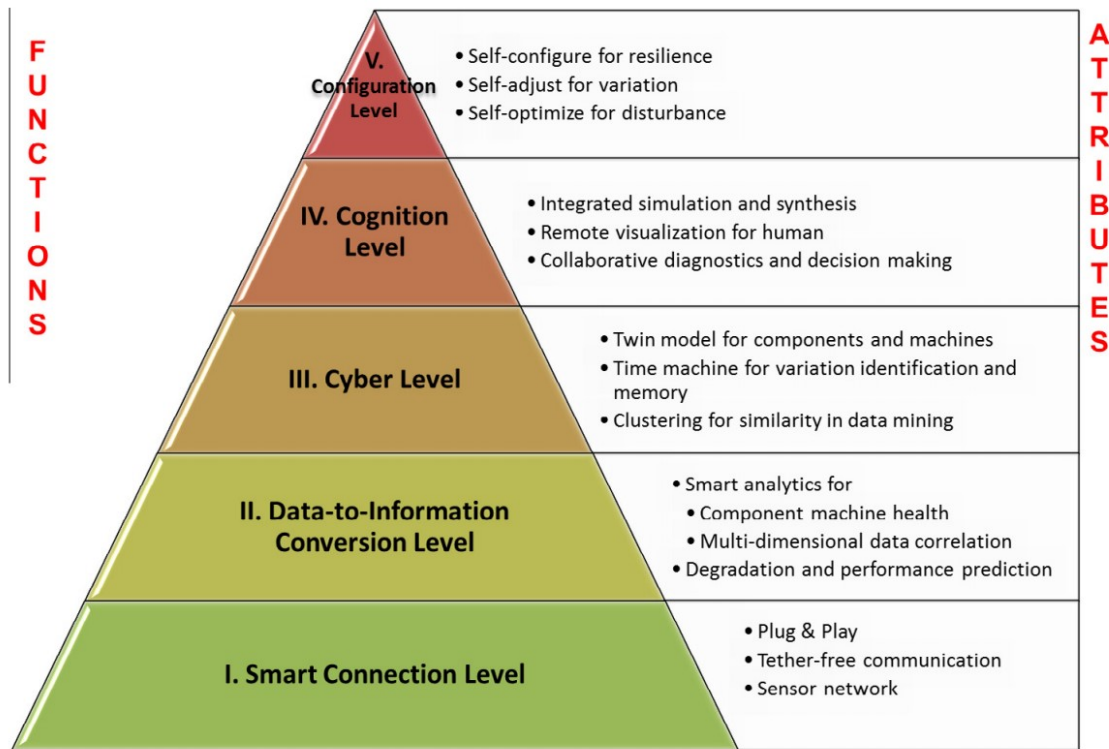 FUNCTIONS
ATTRIBUTES
V.
Configuration
Level
• Self-configure for resilience
• Self-adjust for variation
• Self-optimize for disturbance
IV. Cognition
Level
• Integrated simulation and synthesis
• Remote visualization for human
• Collaborative diagnostics and decision making
III. Cyber Level
• Twin model for components and machines
• Time machine for variation identification and
memory
• Clustering for similarity in data mining
II. Data-to-Information
Conversion Level
• Smart analytics for
• Component machine health
• Multi-dimensional data correlation
• Degradation and performance prediction
I. Smart Connection Level
• Plug & Play
• Tether-free communication
• Sensor network